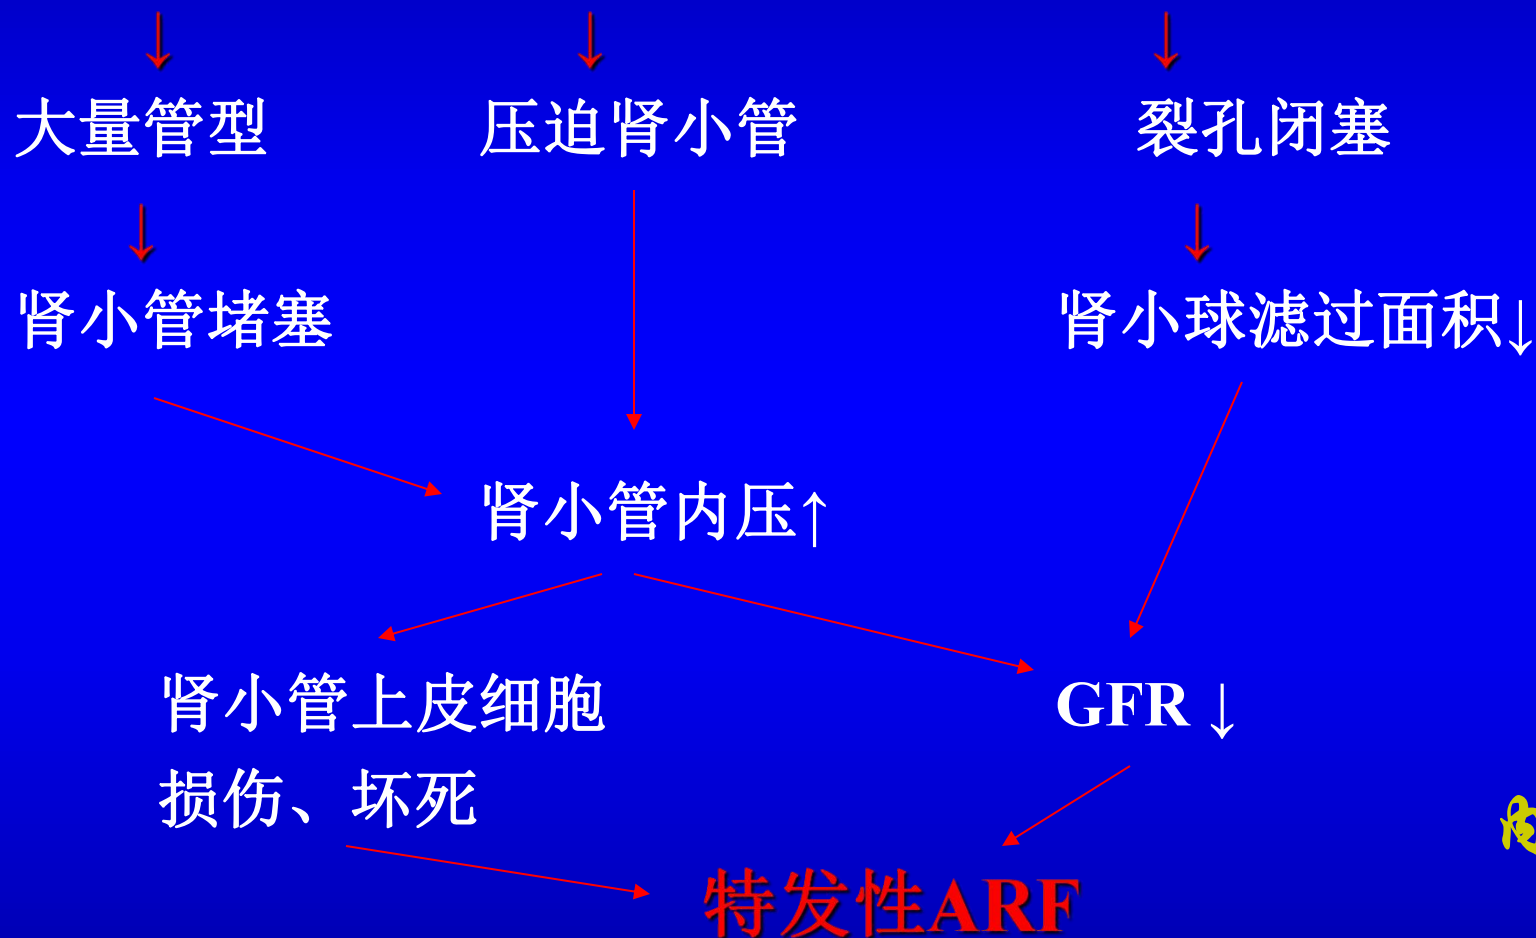 ↓ ↓ ↓
大量管型 压迫肾小管 裂孔闭塞
↓ ↓
肾小管堵塞 肾小球滤过面积↓
肾小管内压↑
肾小管上皮细胞 GFR ↓
损伤、坏死
特发性ARF